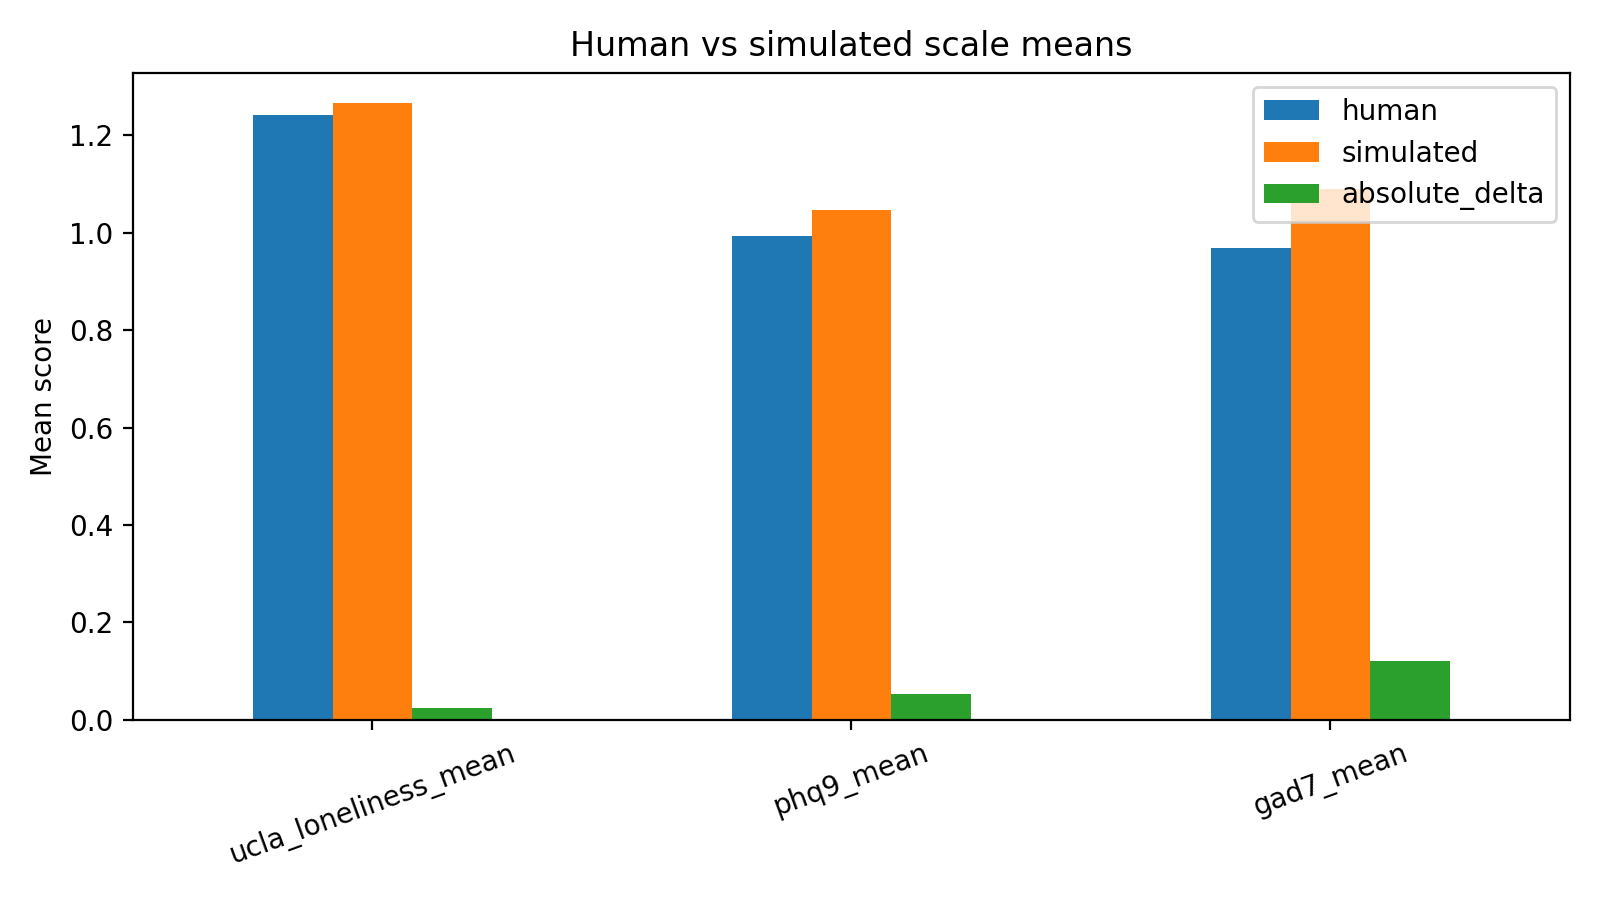 Human vs simulated scale means
human
simulated
absolute_delta
Mean score
1.2
1.0
0.8
0.6
0.4
0.2
0.0
ucla_loneliness_mean
phq9_mean
gad7_mean